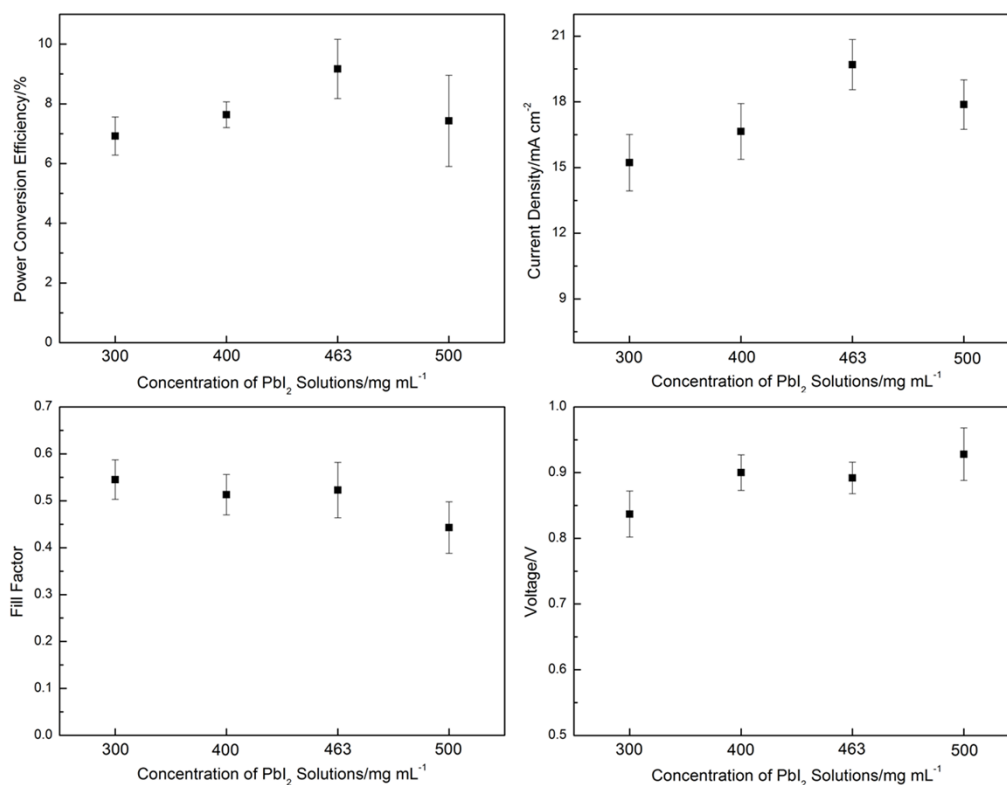 Power Conversion Efficiency/%
10
8
6
4
2
0
300 400 463 500
Concentration of PbI₂ Solutions/mg mL⁻¹
Current Density/mA cm⁻²
21
18
15
12
9
300 400 463 500
Concentration of PbI₂ Solutions/mg mL⁻¹
Fill Factor
0.7
0.6
0.5
0.4
0.3
0.2
0.1
0.0
300 400 463 500
Concentration of PbI₂ Solutions/mg mL⁻¹
Voltage/V
1.0
0.9
0.8
0.7
0.6
0.5
300 400 463 500
Concentration of PbI₂ Solutions/mg mL⁻¹